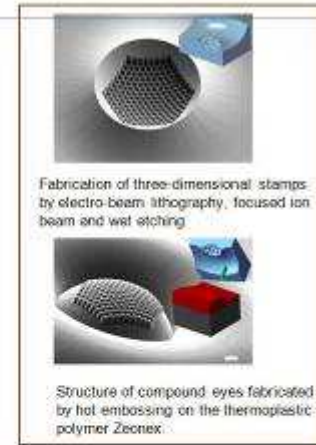 Fabrication of three-dimensional stamps
by electro-beam lithography, focused ion
beam and wet etching
Structure of compound eyes fabricated
by hot embossing on the thermoplastic
polymer Zeonex